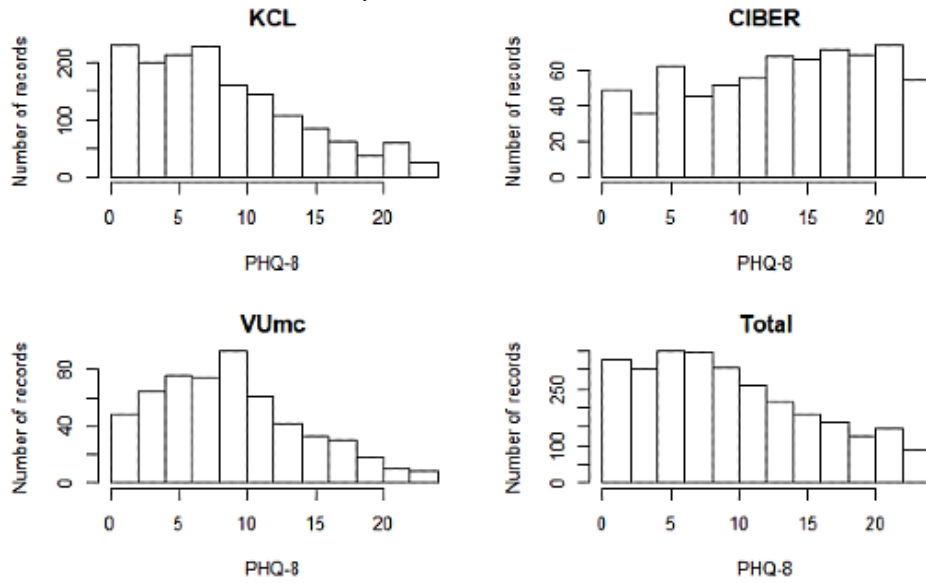 KCL
Number of records
0
100
200
0 5 10 15 20
PHQ-8
CIBER
Number of records
0
20
40
60
0 5 10 15 20
PHQ-8
VUmc
Number of records
0
40
80
0 5 10 15 20
PHQ-8
Total
Number of records
0
100
250
0 5 10 15 20
PHQ-8